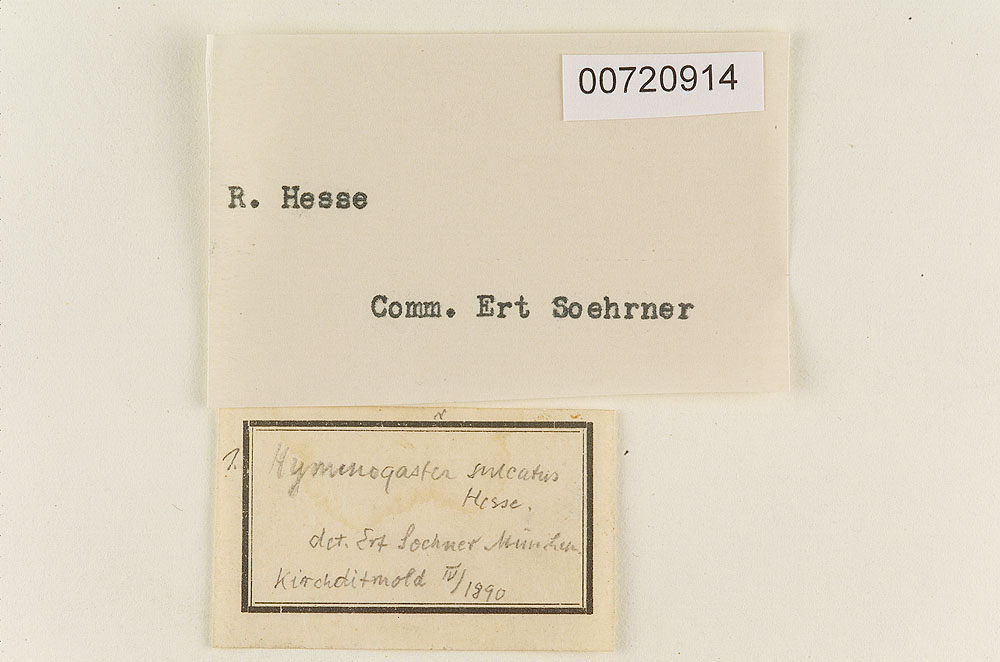 00720914
R. Hesse
Comm. Ert Soehrner
1.
Hymenogaster sulcatus
Hesse.
det. Ert Soehner München
Kirchditmold IV/1890